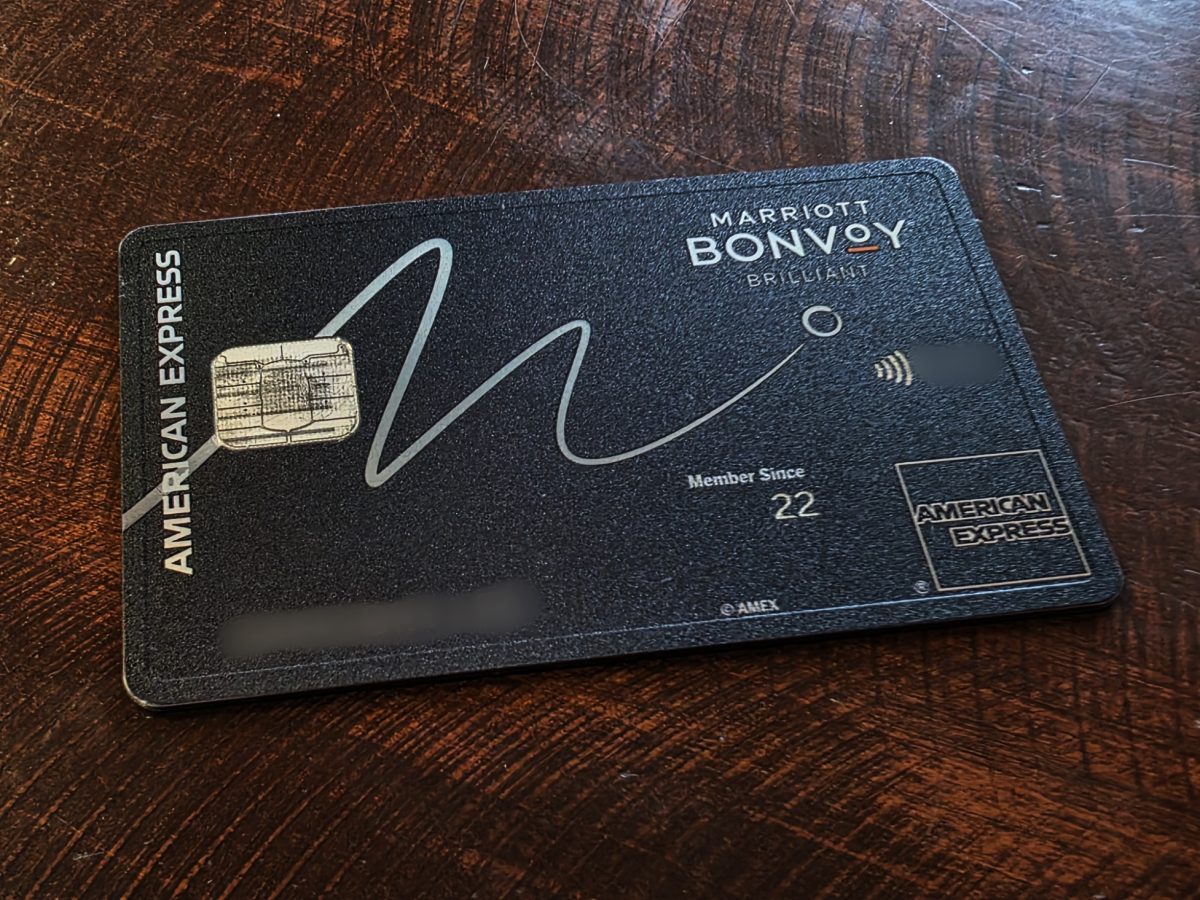 AMERICAN EXPRESS
MARRIOTT
BONVOY
BRILLIANT
Member Since
22
AMERICAN
EXPRESS
®
© AMEX